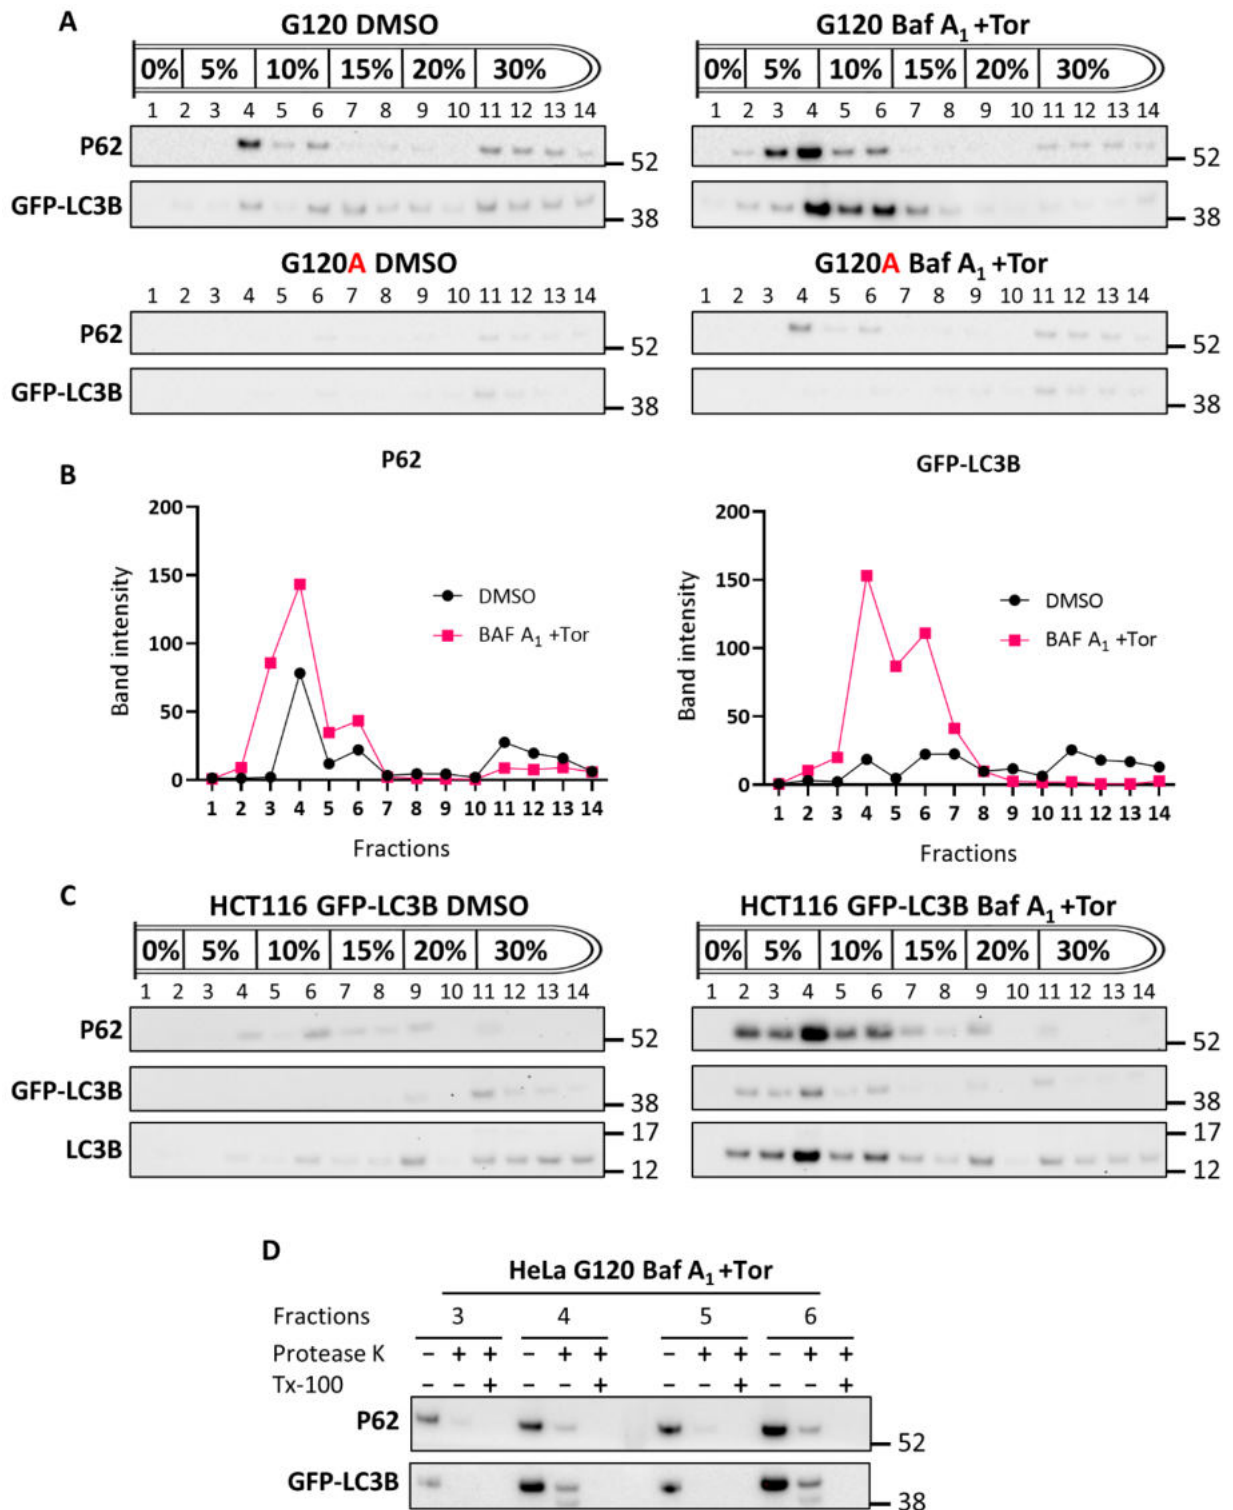 A
G120 DMSO
G120 Baf A₁ +Tor
0% 5% 10% 15% 20% 30%
0% 5% 10% 15% 20% 30%
1 2 3 4 5 6 7 8 9 10 11 12 13 14
1 2 3 4 5 6 7 8 9 10 11 12 13 14
P62
52
52
GFP-LC3B
38
38
G120A DMSO
G120A Baf A₁ +Tor
1 2 3 4 5 6 7 8 9 10 11 12 13 14
1 2 3 4 5 6 7 8 9 10 11 12 13 14
P62
52
52
GFP-LC3B
38
38
B
P62
Band intensity
200
150
100
50
0
DMSO
BAF A₁ +Tor
1 2 3 4 5 6 7 8 9 10 11 12 13 14
Fractions
GFP-LC3B
Band intensity
200
150
100
50
0
DMSO
BAF A₁ +Tor
1 2 3 4 5 6 7 8 9 10 11 12 13 14
Fractions
C
HCT116 GFP-LC3B DMSO
HCT116 GFP-LC3B Baf A₁ +Tor
0% 5% 10% 15% 20% 30%
0% 5% 10% 15% 20% 30%
1 2 3 4 5 6 7 8 9 10 11 12 13 14
1 2 3 4 5 6 7 8 9 10 11 12 13 14
P62
52
52
GFP-LC3B
38
38
LC3B
17
12
17
12
D
HeLa G120 Baf A₁ +Tor
Fractions 3 4 5 6
Protease K − + + − + + − + + − + +
Tx-100 − − + − − + − − + − − +
P62
52
GFP-LC3B
38